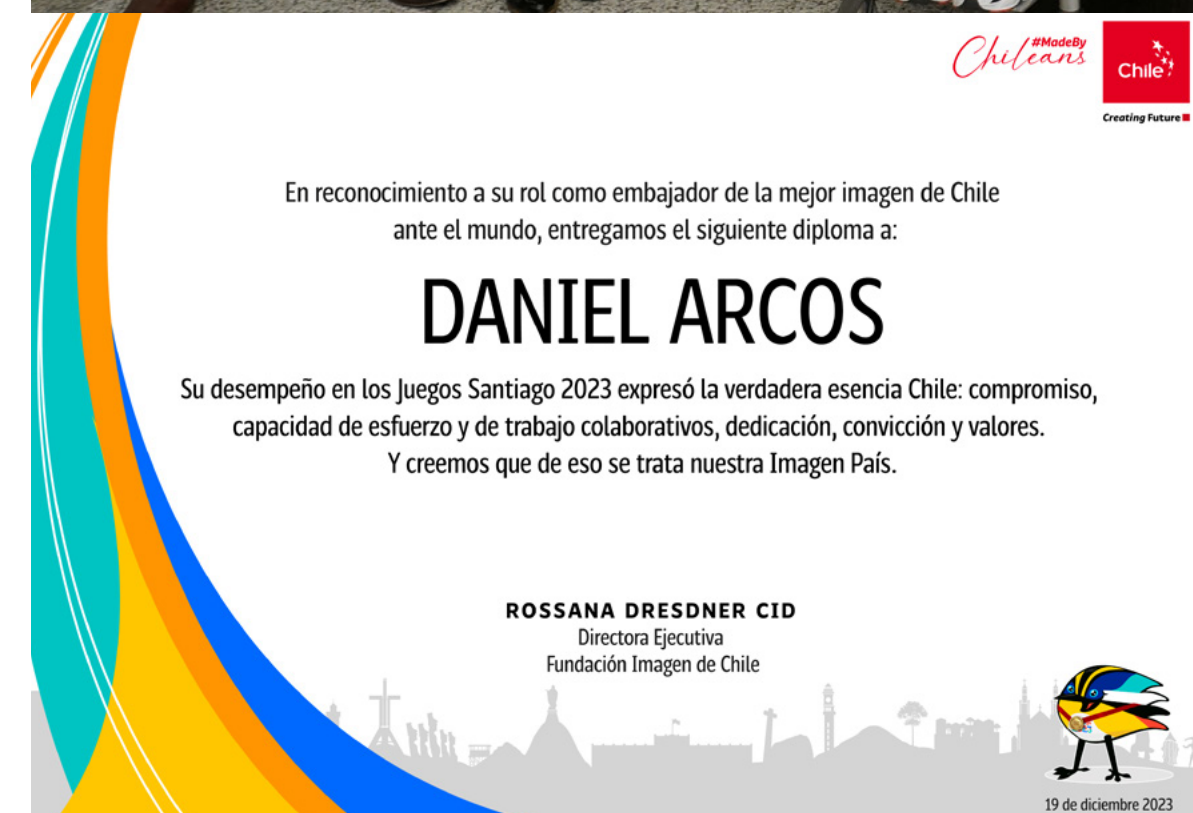 #MadeBy
Chileans
Chile
Creating Future
En reconocimiento a su rol como embajador de la mejor imagen de Chile
ante el mundo, entregamos el siguiente diploma a:
DANIEL ARCOS
Su desempeño en los Juegos Santiago 2023 expresó la verdadera esencia Chile: compromiso,
capacidad de esfuerzo y de trabajo colaborativos, dedicación, convicción y valores.
Y creemos que de eso se trata nuestra Imagen País.
ROSSANA DRESDNER CID
Directora Ejecutiva
Fundación Imagen de Chile
19 de diciembre 2023